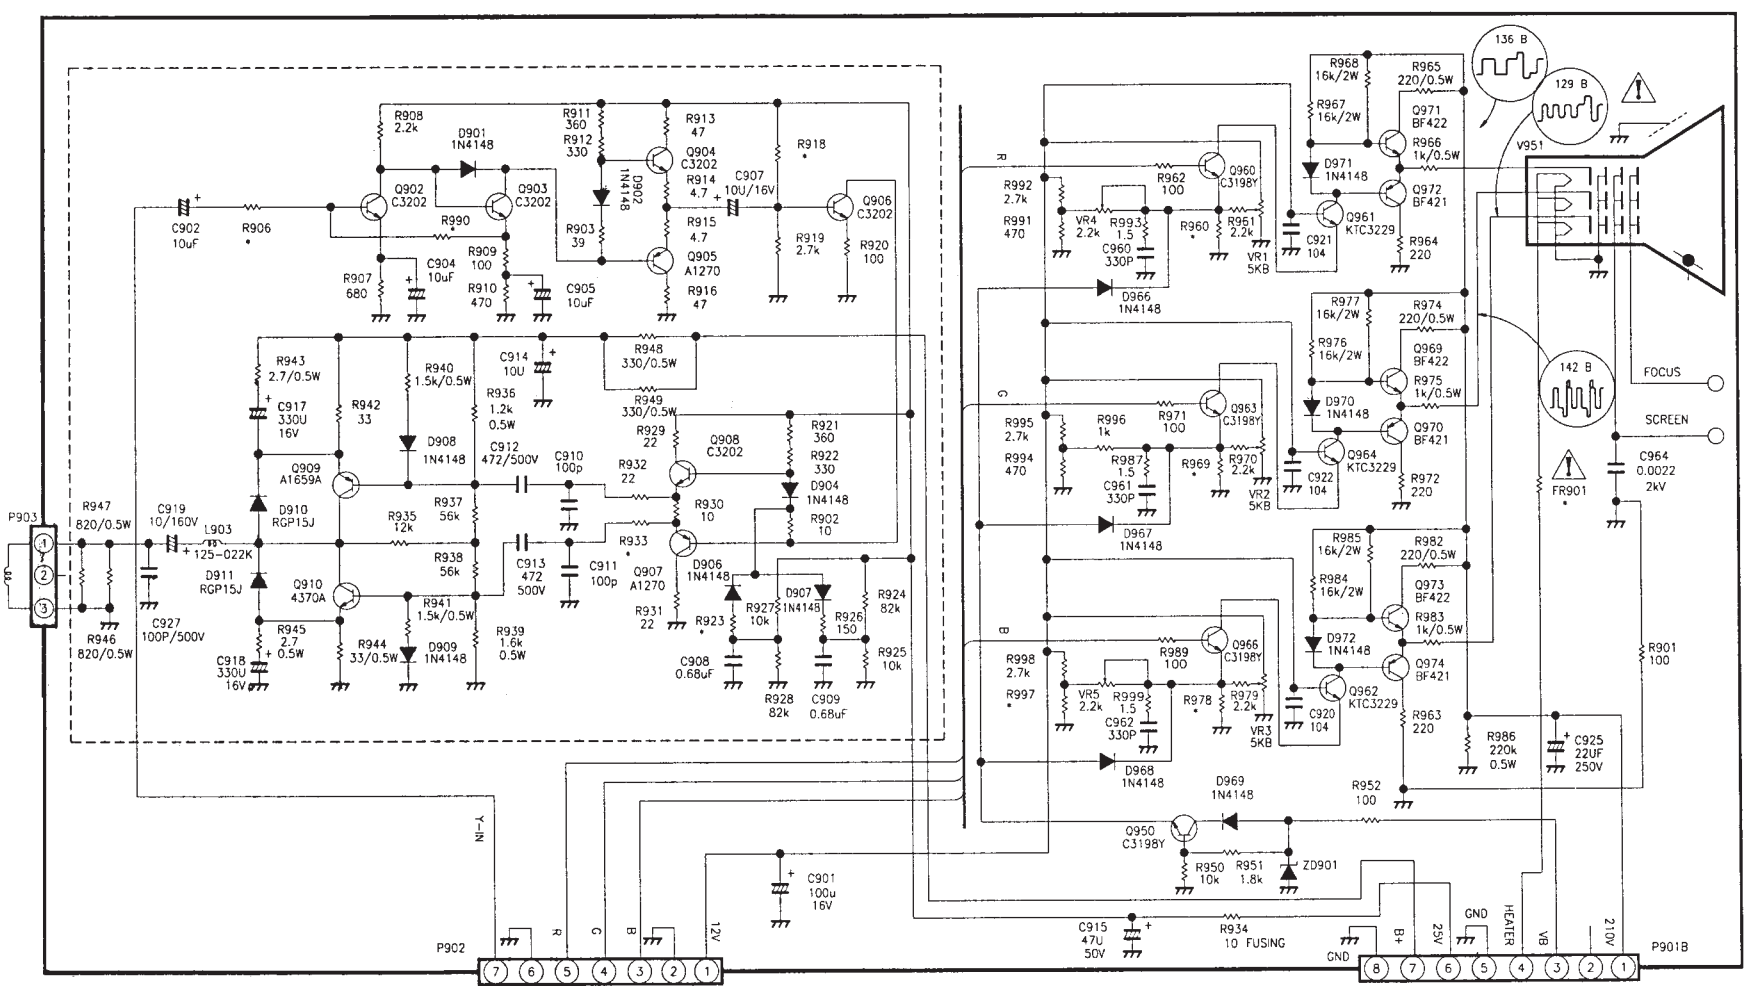 136 B
129 B
142 B
V951
FOCUS
SCREEN
C964
0.0022
2kV
FR901
R908
2.2k
D901
1N4148
Q902
C3202
Q903
C3202
R990
*
C902
10uF
R906
*
R907
680
C904
10uF
R909
100
R910
470
C905
10uF
R911
360
R912
330
D902
1N4148
R903
39
R913
47
Q904
C3202
R914
4.7
R915
4.7
Q905
A1270
R916
47
C907
10U/16V
R918
*
R919
2.7k
Q906
C3202
R920
100
R943
2.7/0.5W
C917
330U
16V
R942
33
R940
1.5k/0.5W
R936
1.2k
0.5W
D908
1N4148
C914
10U
R948
330/0.5W
R949
330/0.5W
C912
472/500V
C910
100p
Q909
A1659A
R937
56k
R932
22
R929
22
Q908
C3202
R921
360
R922
330
D904
1N4148
R930
10
R902
10
P903
1
2
3
R947
820/0.5W
C919
10/160V
L903
125-022K
D910
RGP15J
R935
12k
D911
RGP15J
Q910
4370A
R938
56k
C913
472
500V
C911
100p
R933
*
Q907
A1270
R931
22
D906
1N4148
D907
1N4148
R923
*
R927
10k
R926
150
R924
82k
R925
10k
C908
0.68uF
R928
82k
C909
0.68uF
R946
820/0.5W
C927
100P/500V
R945
2.7
0.5W
C918
330U
16V
R944
33/0.5W
R941
1.5k/0.5W
D909
1N4148
R939
1.6k
0.5W
R
R992
2.7k
R991
470
VR4
2.2k
R993
1.5
C960
330P
R962
100
Q960
C3198Y
R960
*
R961
2.2k
VR1
5KB
D966
1N4148
C921
104
Q961
KTC3229
R968
16k/2W
R967
16k/2W
D971
1N4148
R965
220/0.5W
Q971
BF422
R966
1k/0.5W
Q972
BF421
R964
220
G
R995
2.7k
R994
470
R996
1k
R987
1.5
C961
330P
R971
100
Q963
C3198Y
R969
*
R970
2.2k
VR2
5KB
D967
1N4148
C922
104
Q964
KTC3229
R977
16k/2W
R976
16k/2W
D970
1N4148
R974
220/0.5W
Q969
BF422
R975
1k/0.5W
Q970
BF421
R972
220
B
R998
2.7k
R997
*
VR5
2.2k
R999
1.5
C962
330P
R989
100
Q966
C3198Y
R978
*
R979
2.2k
VR3
5KB
D968
1N4148
C920
104
Q962
KTC3229
R985
16k/2W
R984
16k/2W
D972
1N4148
R982
220/0.5W
Q973
BF422
R983
1k/0.5W
Q974
BF421
R963
220
R901
100
R986
220k
0.5W
C925
22UF
250V
D969
1N4148
R952
100
Q950
C3198Y
R950
10k
R951
1.8k
ZD901
Y-IN
C901
100u
16V
C915
47U
50V
R934
10 FUSING
P902
R
G
B
12V
7
6
5
4
3
2
1
GND
B+
25V
GND
HEATER
VB
210V
P901B
8
7
6
5
4
3
2
1